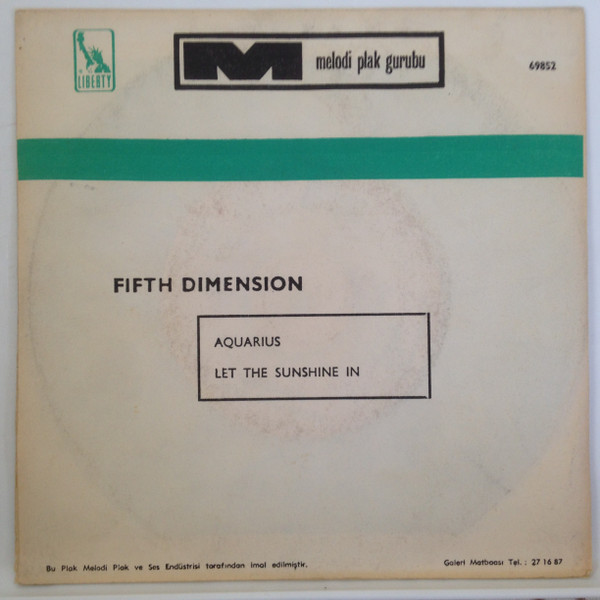 LIBERTY
M melodi plak gurubu
69852
FIFTH DIMENSION
AQUARIUS
LET THE SUNSHINE IN
Bu Plak Melodi Plak ve Ses Endüstrisi tarafından imal edilmiştir.
Galeri Matbaası Tel. : 27 16 87